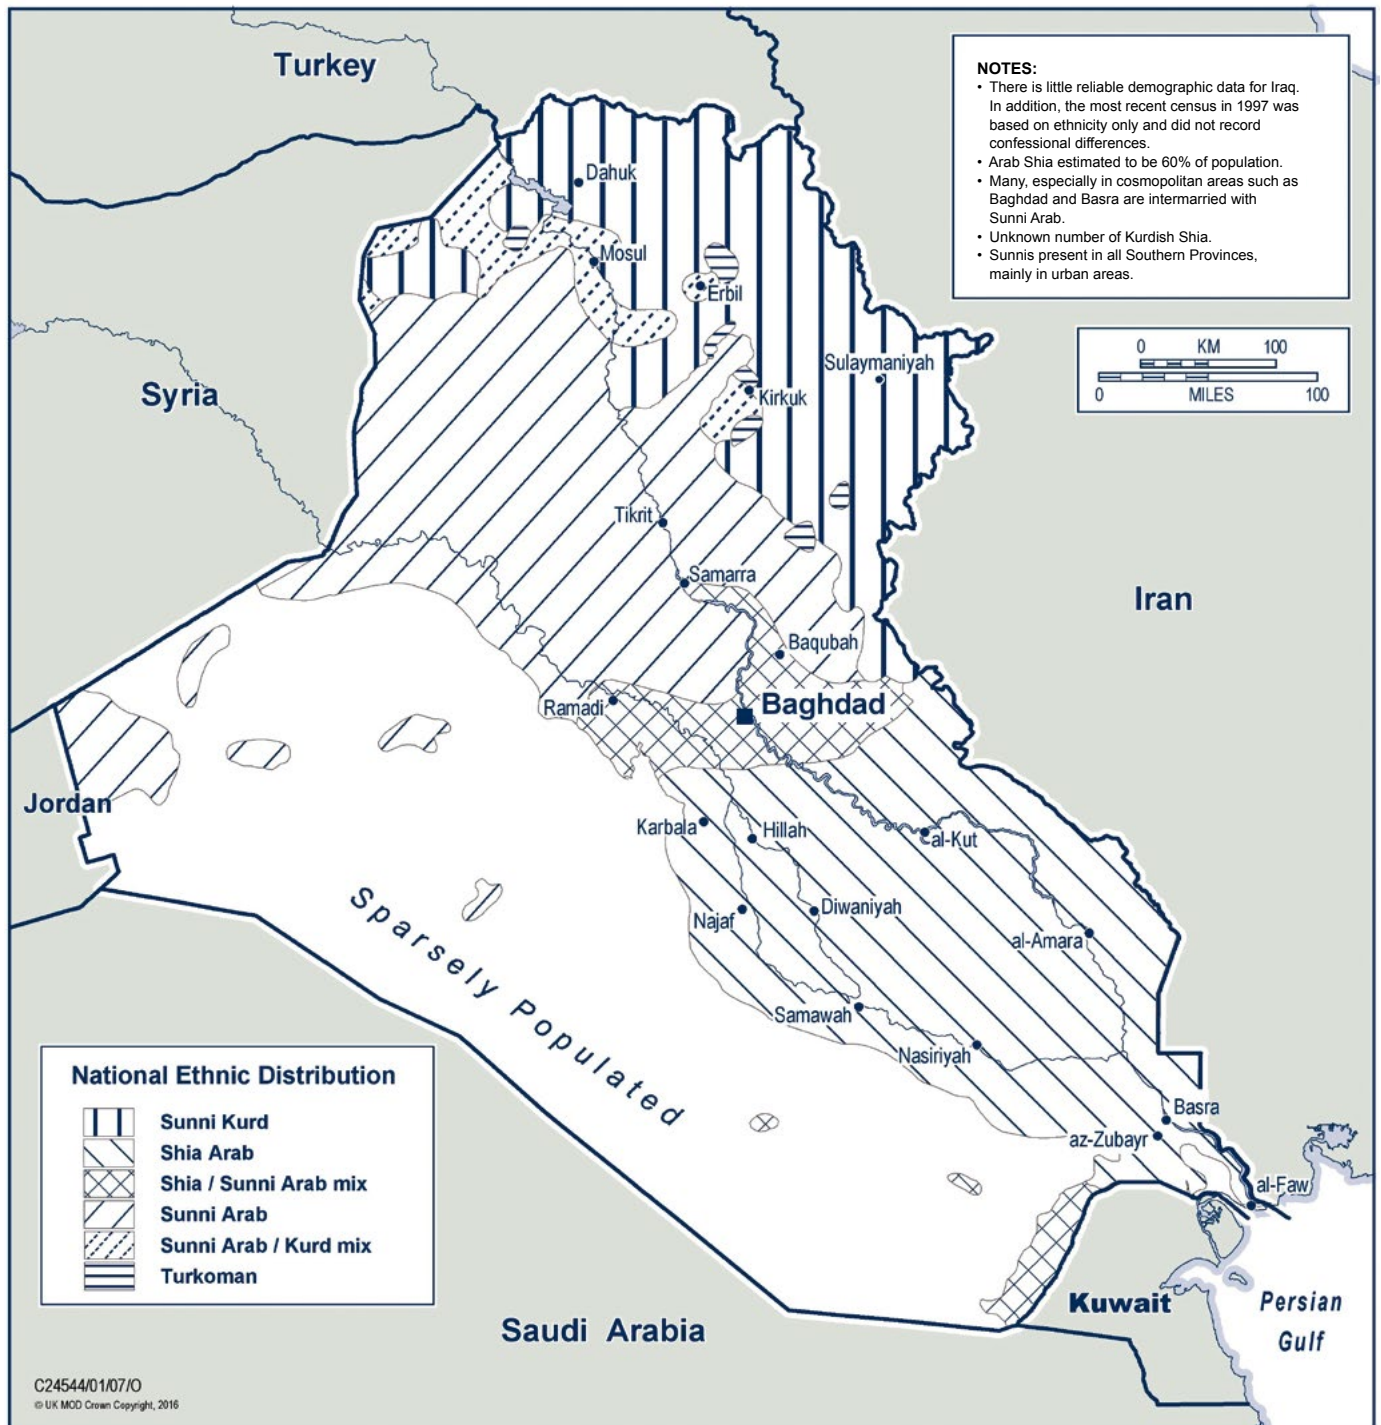 Turkey
NOTES:
• There is little reliable demographic data for Iraq.
In addition, the most recent census in 1997 was
based on ethnicity only and did not record
confessional differences.
• Arab Shia estimated to be 60% of population.
• Many, especially in cosmopolitan areas such as
Baghdad and Basra are intermarried with
Sunni Arab.
• Unknown number of Kurdish Shia.
• Sunnis present in all Southern Provinces,
mainly in urban areas.
Dahuk
Mosul
Erbil
0 KM 100
0 MILES 100
Sulaymaniyah
Syria
Kirkuk
Tikrit
Samarra
Iran
Baqubah
Ramadi
Baghdad
Jordan
Karbala
Hillah
al-Kut
Najaf
Diwaniyah
al-Amara
Sparsely Populated
Samawah
Nasiriyah
Basra
az-Zubayr
al-Faw
National Ethnic Distribution
Sunni Kurd
Shia Arab
Shia / Sunni Arab mix
Sunni Arab
Sunni Arab / Kurd mix
Turkoman
Kuwait
Persian
Gulf
Saudi Arabia
C24544/01/07/O
© UK MOD Crown Copyright, 2016